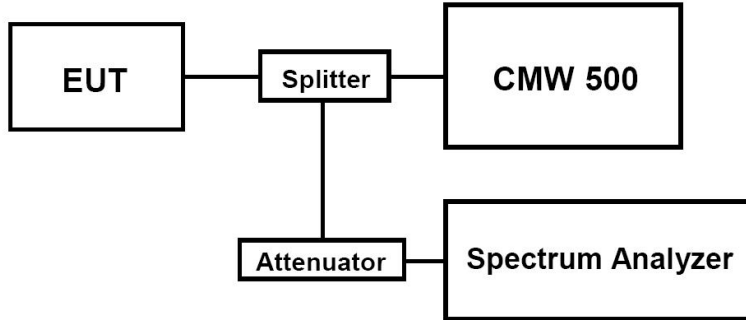 EUT
Splitter
CMW 500
Attenuator
Spectrum Analyzer